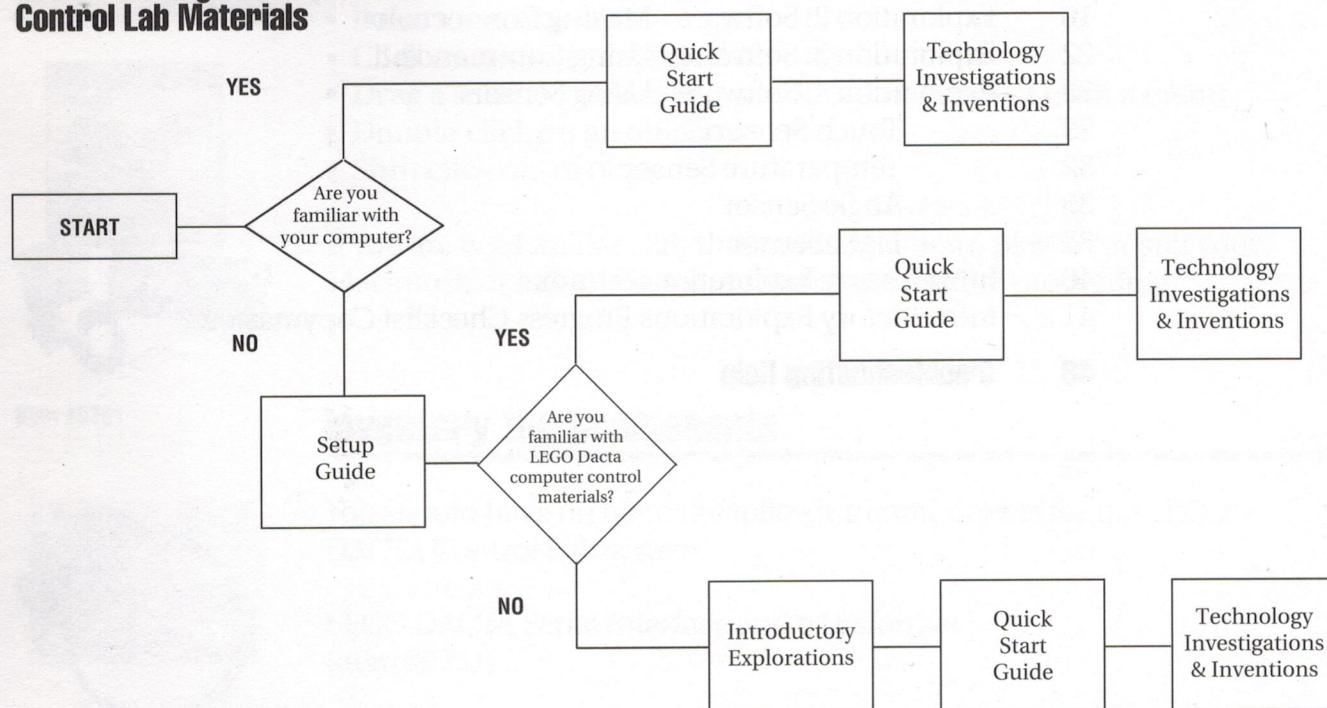 Control Lab Materials
YES
Quick
Start
Guide
Technology
Investigations
& Inventions
START
Are you
familiar with
your computer?
NO
Setup
Guide
YES
Quick
Start
Guide
Technology
Investigations
& Inventions
Are you
familiar with
LEGO Dacta
computer control
materials?
NO
Introductory
Explorations
Quick
Start
Guide
Technology
Investigations
& Inventions